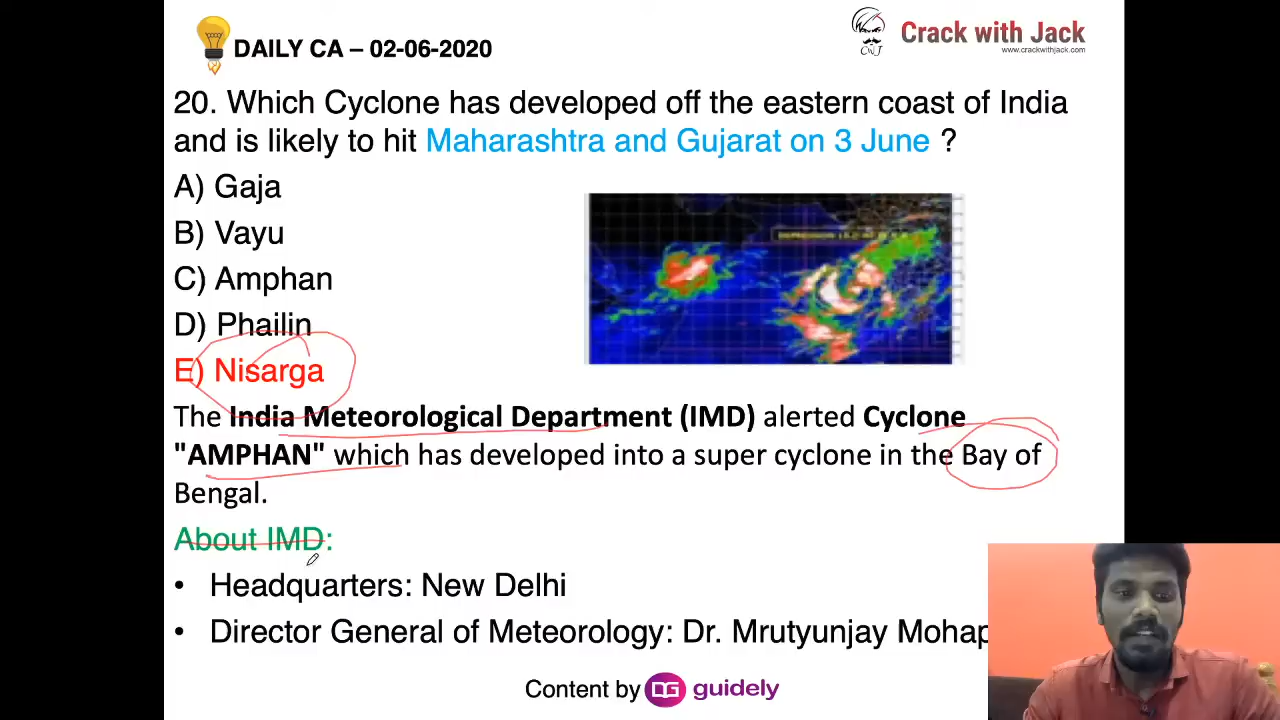 DAILY CA – 02-06-2020
Crack with Jack
CWJ
www.crackwithjack.com
20. Which Cyclone has developed off the eastern coast of India
and is likely to hit Maharashtra and Gujarat on 3 June ?
A) Gaja
B) Vayu
C) Amphan
D) Phailin
E) Nisarga
The India Meteorological Department (IMD) alerted Cyclone
"AMPHAN" which has developed into a super cyclone in the Bay of
Bengal.
About IMD:
• Headquarters: New Delhi
• Director General of Meteorology: Dr. Mrutyunjay Mohap
Content by guidely